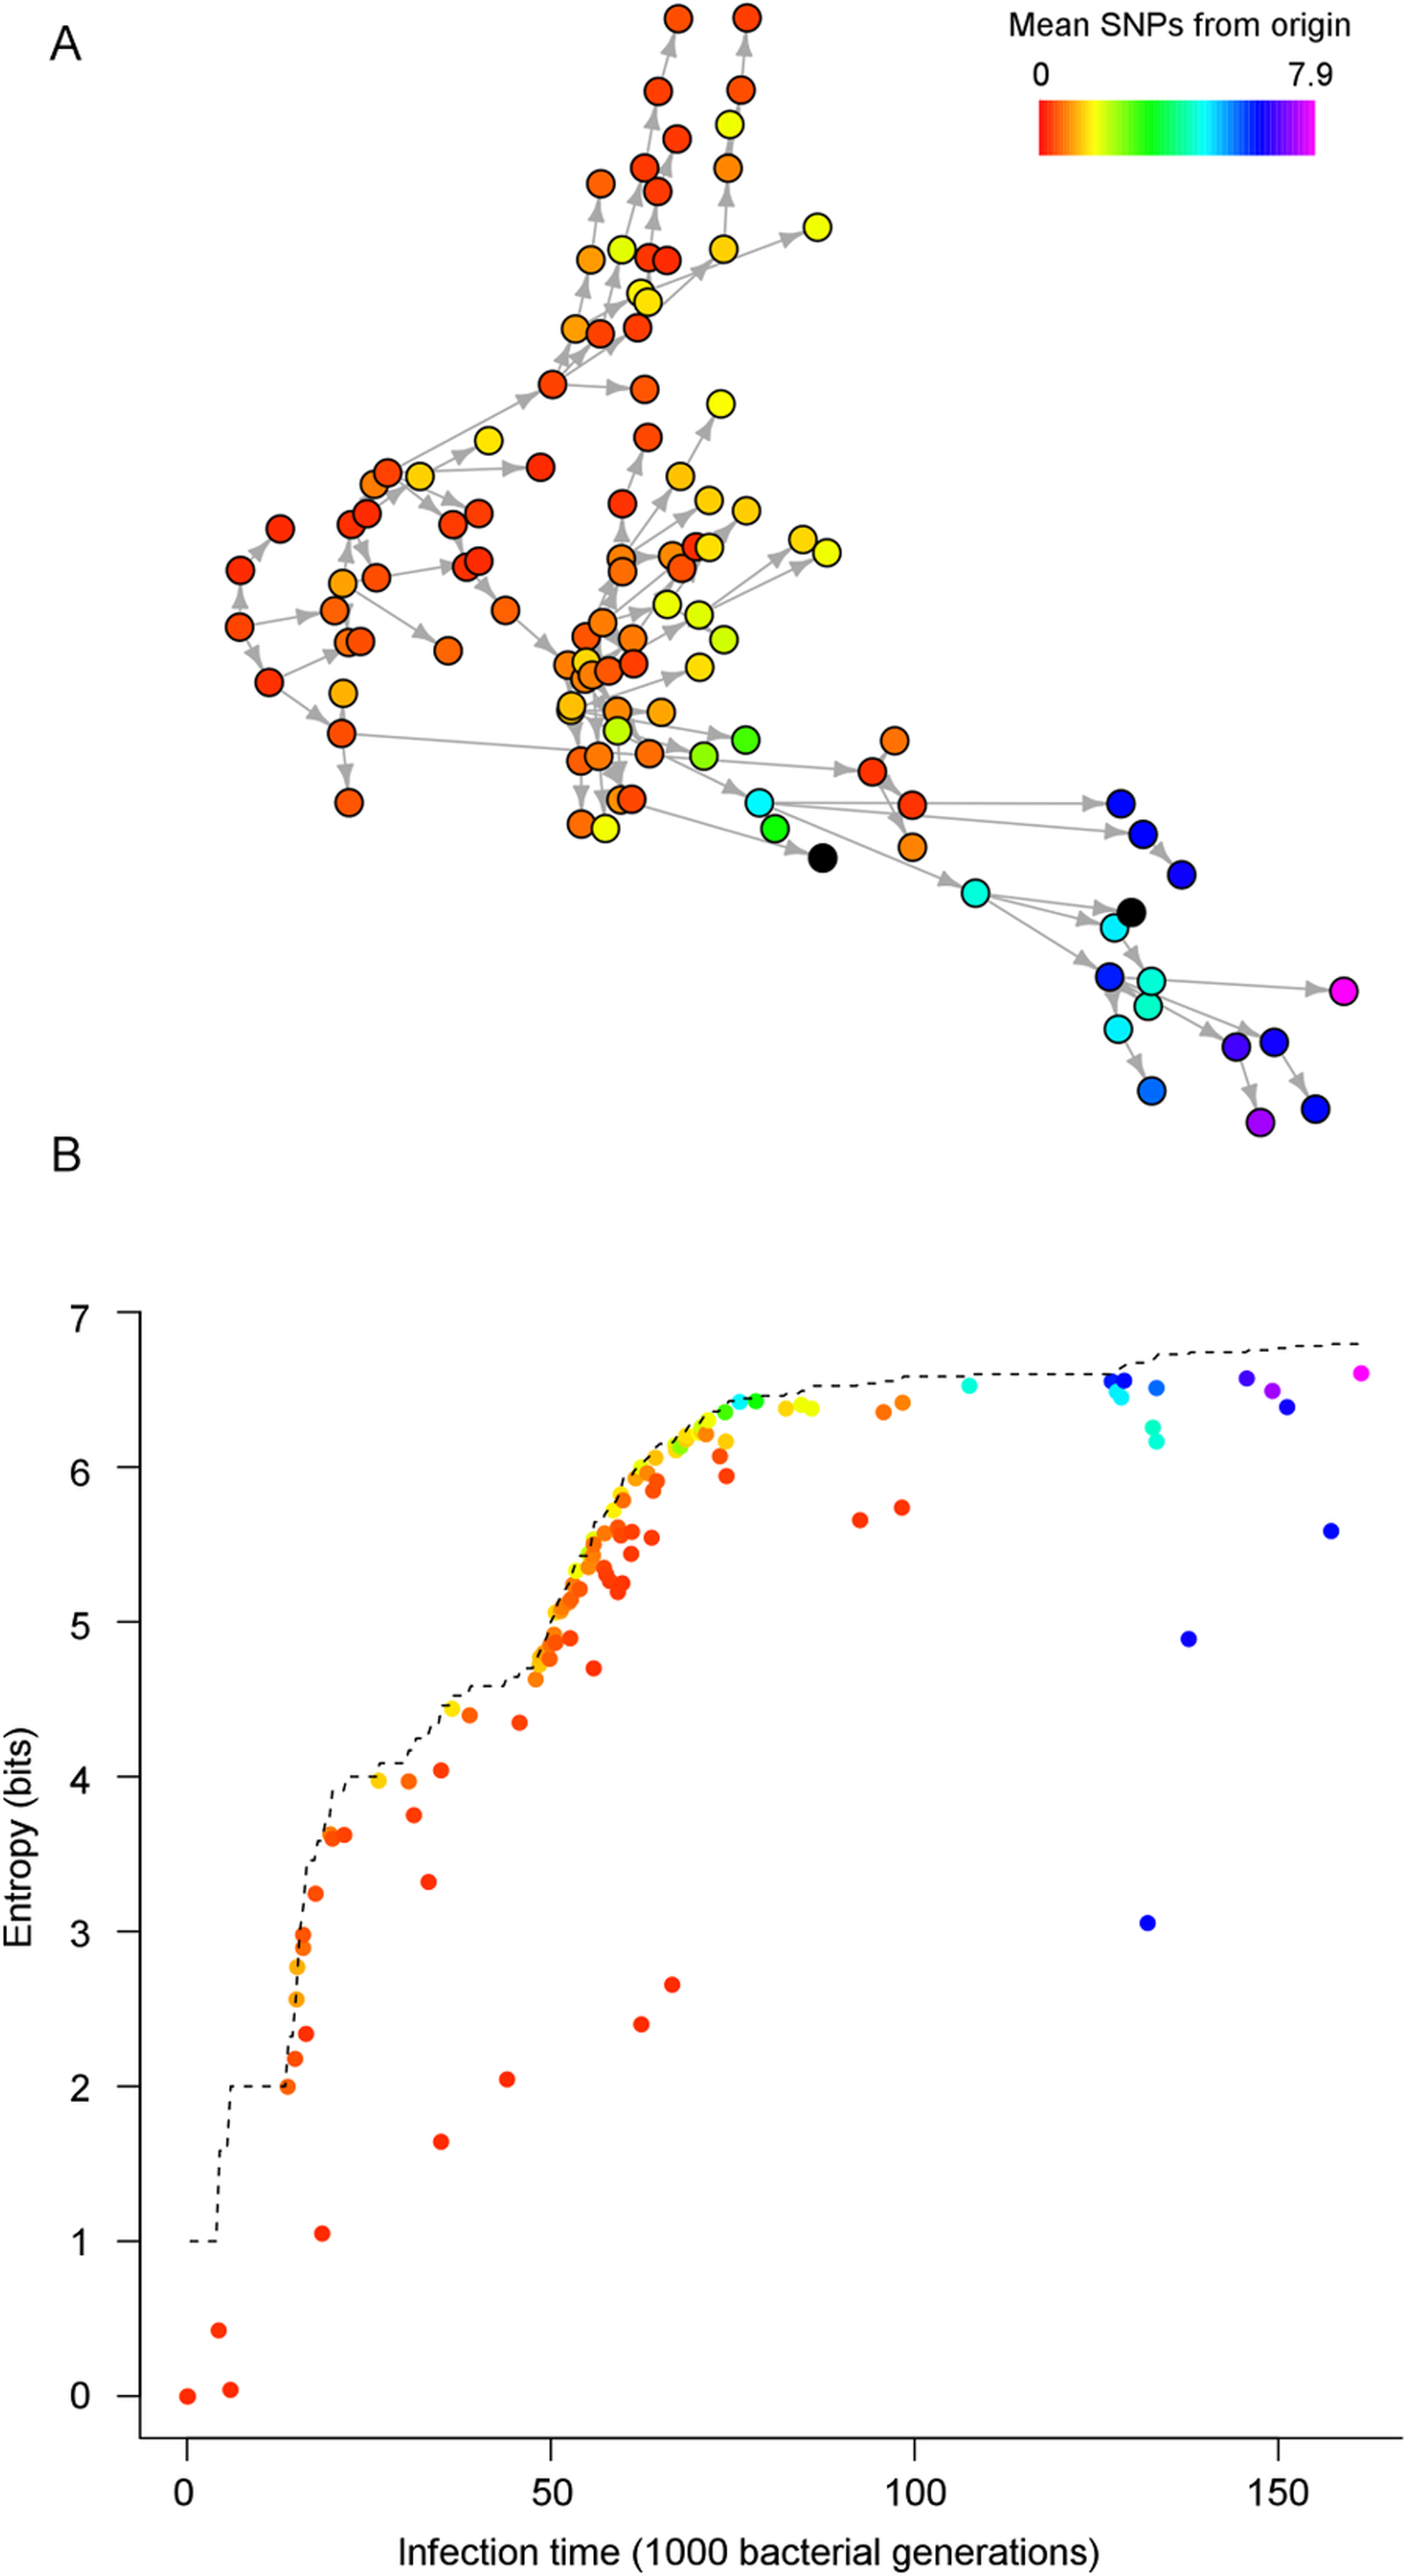 A
Mean SNPs from origin
0 7.9
B
7
6
5
4
3
2
1
0
Entropy (bits)
0 50 100 150
Infection time (1000 bacterial generations)